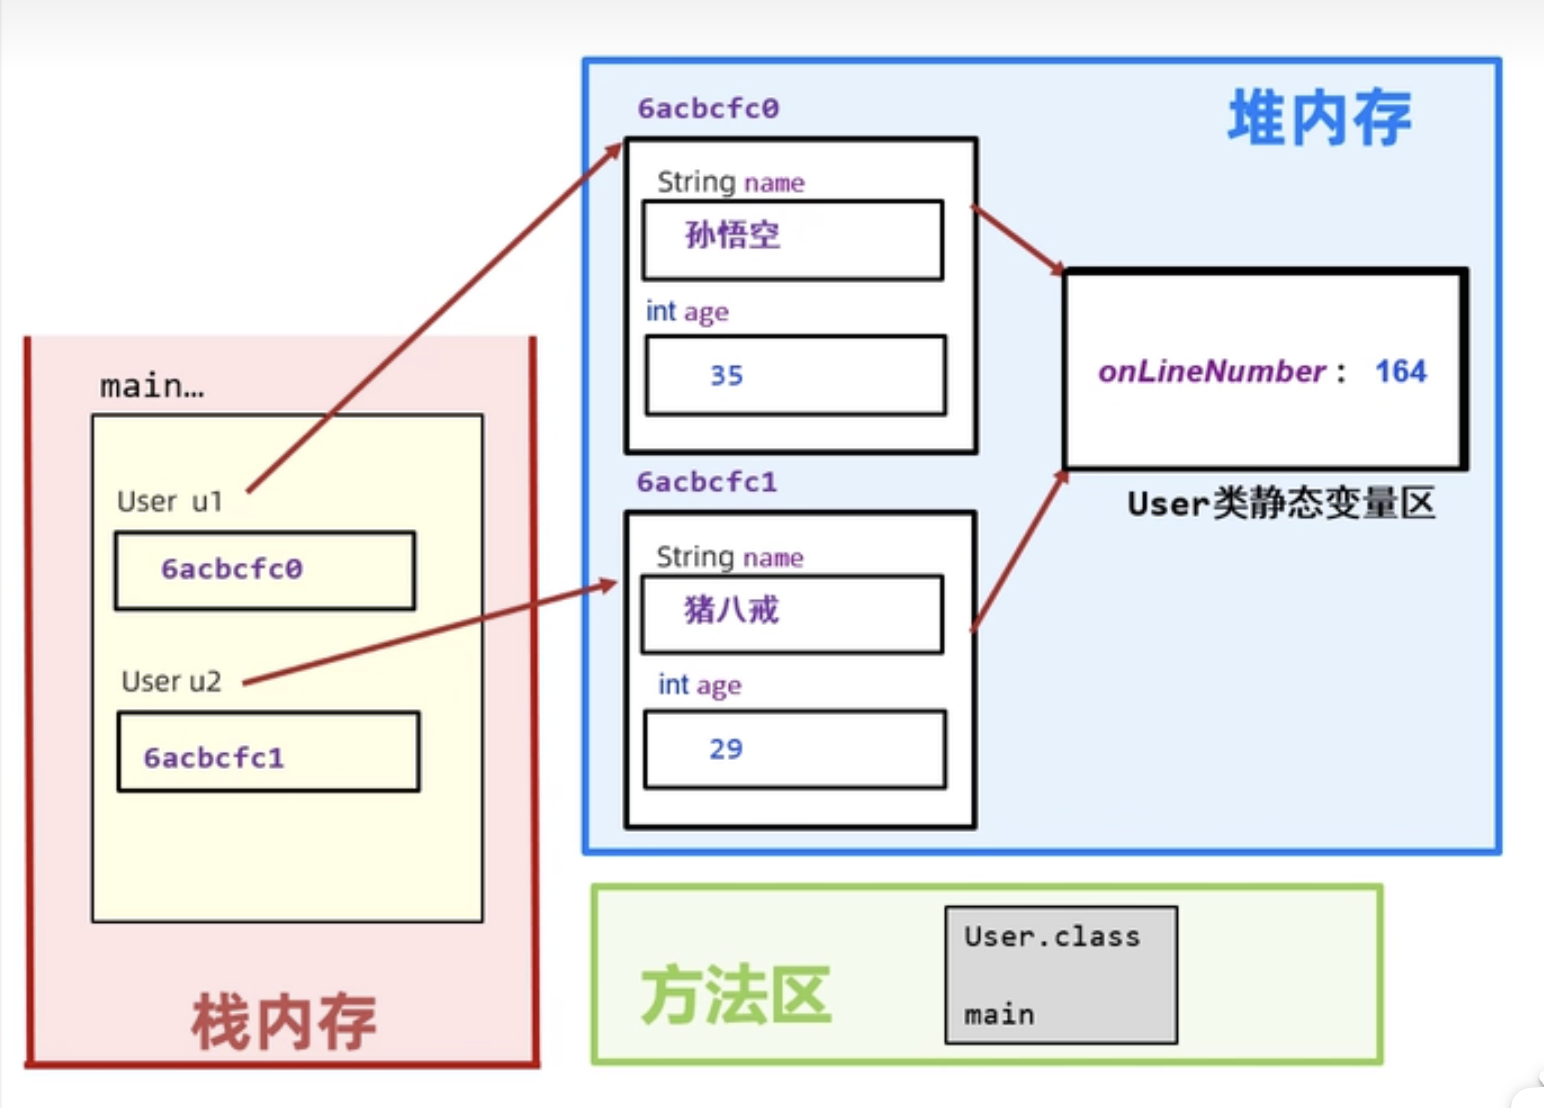 main…
User u1
6acbcfc0
User u2
6acbcfc1
栈内存
堆内存
6acbcfc0
String name
孙悟空
int age
35
6acbcfc1
String name
猪八戒
int age
29
onLineNumber： 164
User类静态变量区
方法区
User.class
main